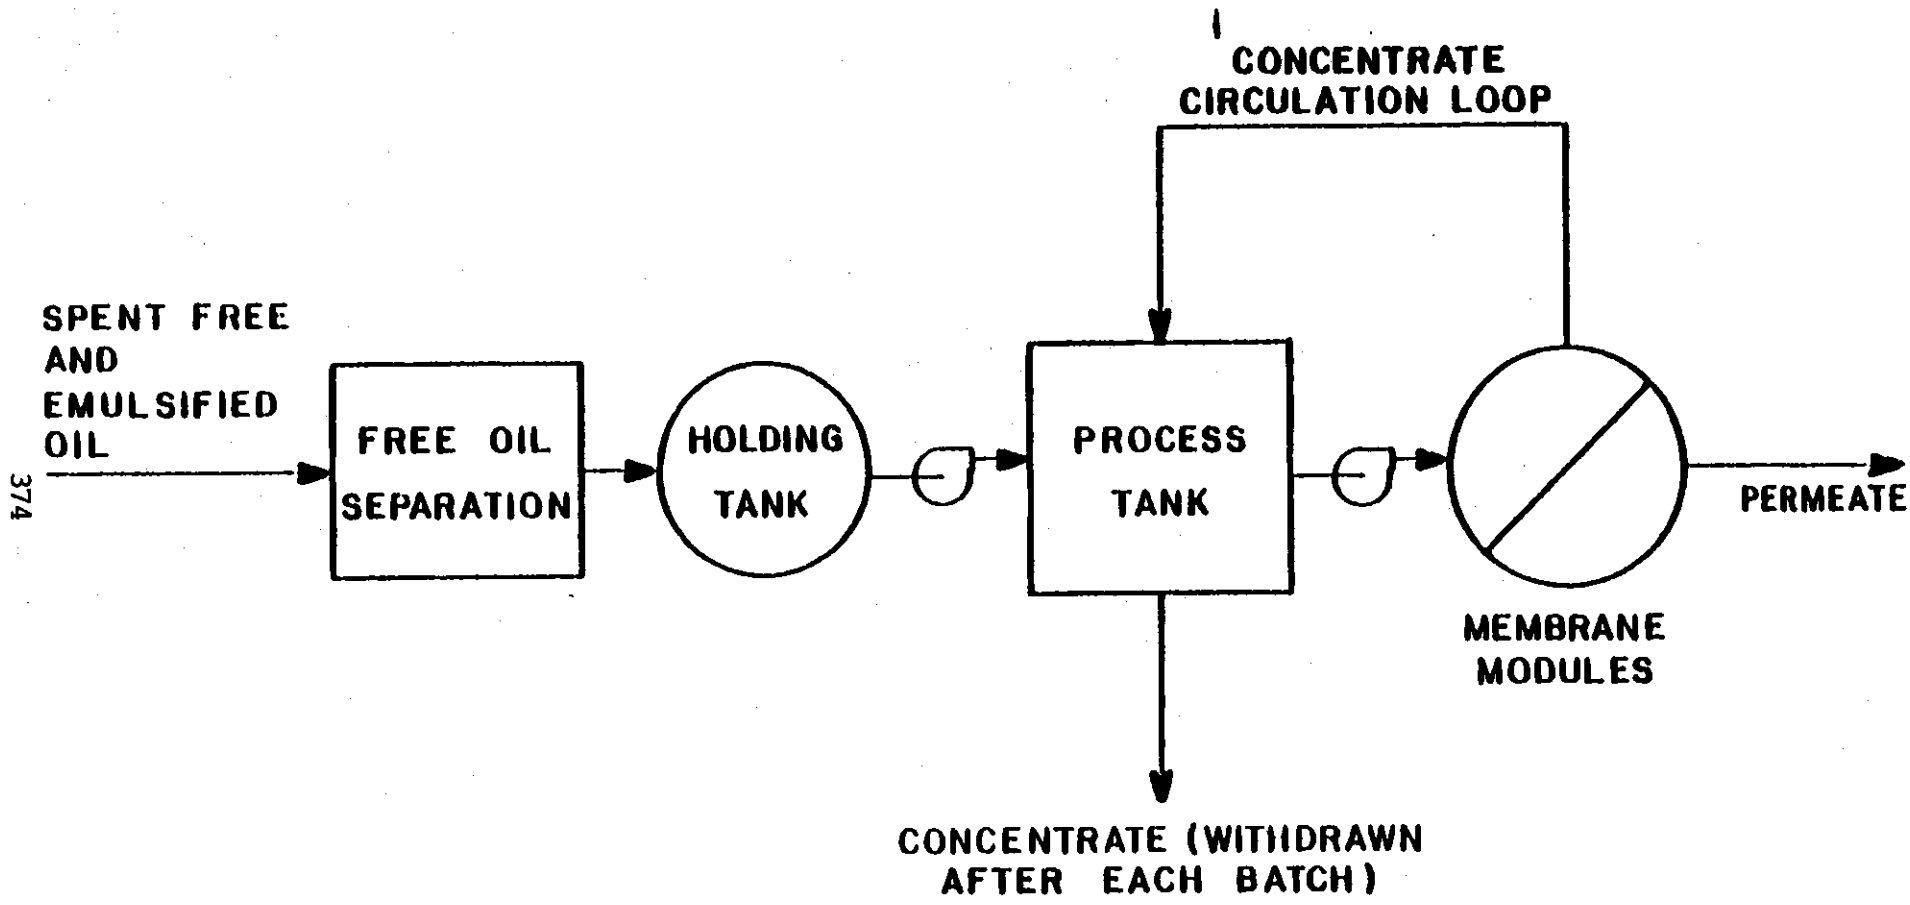 CONCENTRATE
CIRCULATION LOOP
SPENT FREE
AND
EMULSIFIED
OIL
FREE OIL
SEPARATION
HOLDING
TANK
PROCESS
TANK
PERMEATE
MEMBRANE
MODULES
CONCENTRATE (WITHDRAWN
AFTER EACH BATCH)
374